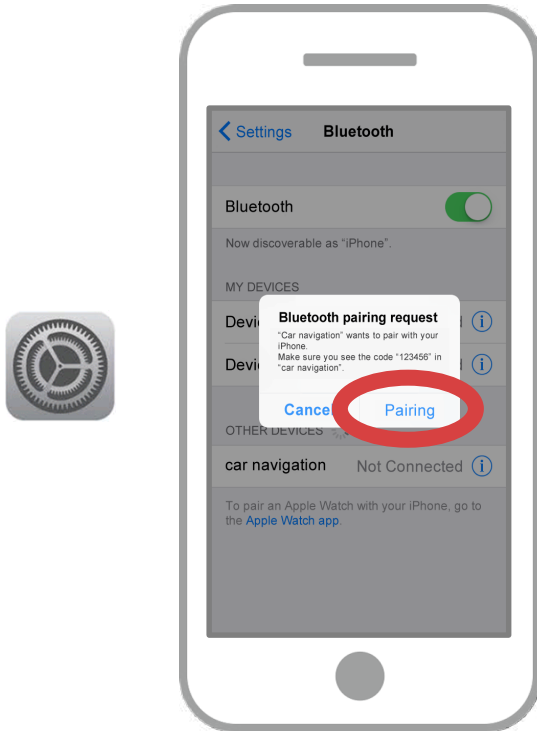 Settings Bluetooth
Bluetooth
Now discoverable as “iPhone”.
MY DEVICES
Bluetooth pairing request
“Car navigation” wants to pair with your
iPhone.
Make sure you see the code “123456” in
“car navigation”.
Cancel Pairing
OTHER DEVICES
car navigation Not Connected
To pair an Apple Watch with your iPhone, go to
the Apple Watch app.